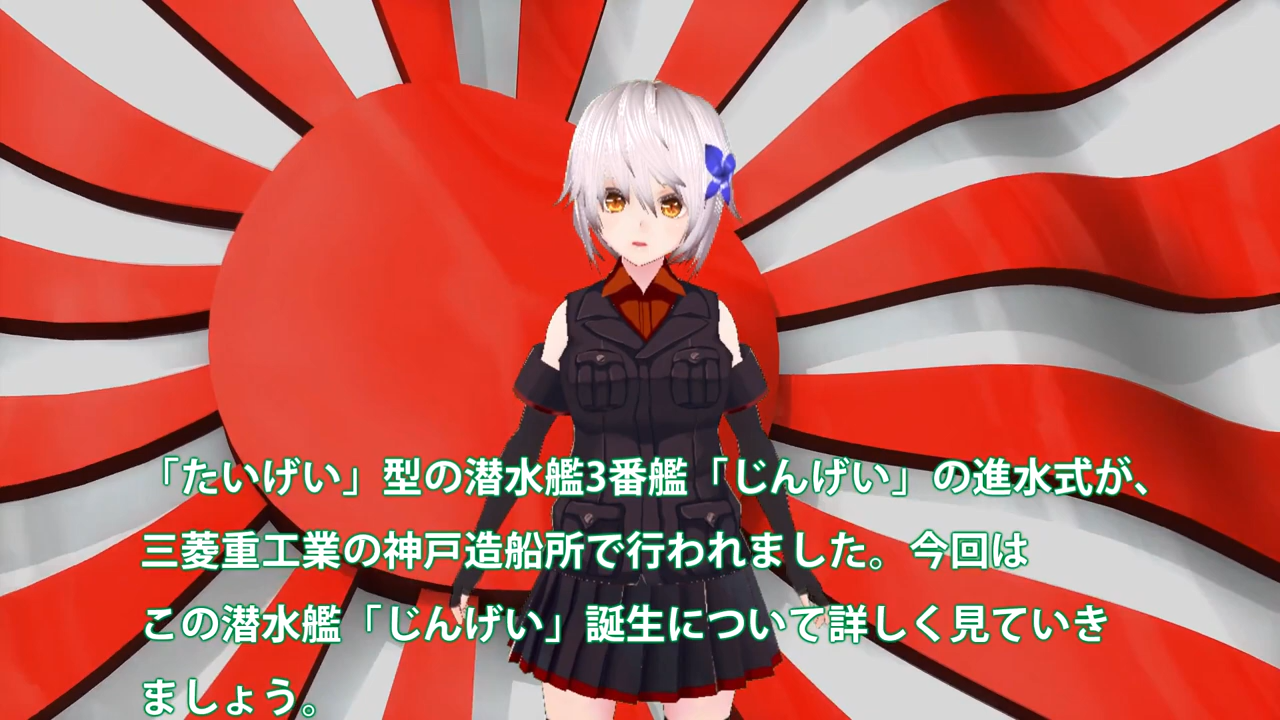 「たいげい」型の潜水艦3番艦「じんげい」の進水式が、
三菱重工業の神戸造船所で行われました。今回は
この潜水艦「じんげい」誕生について詳しく見ていき
ましょう。